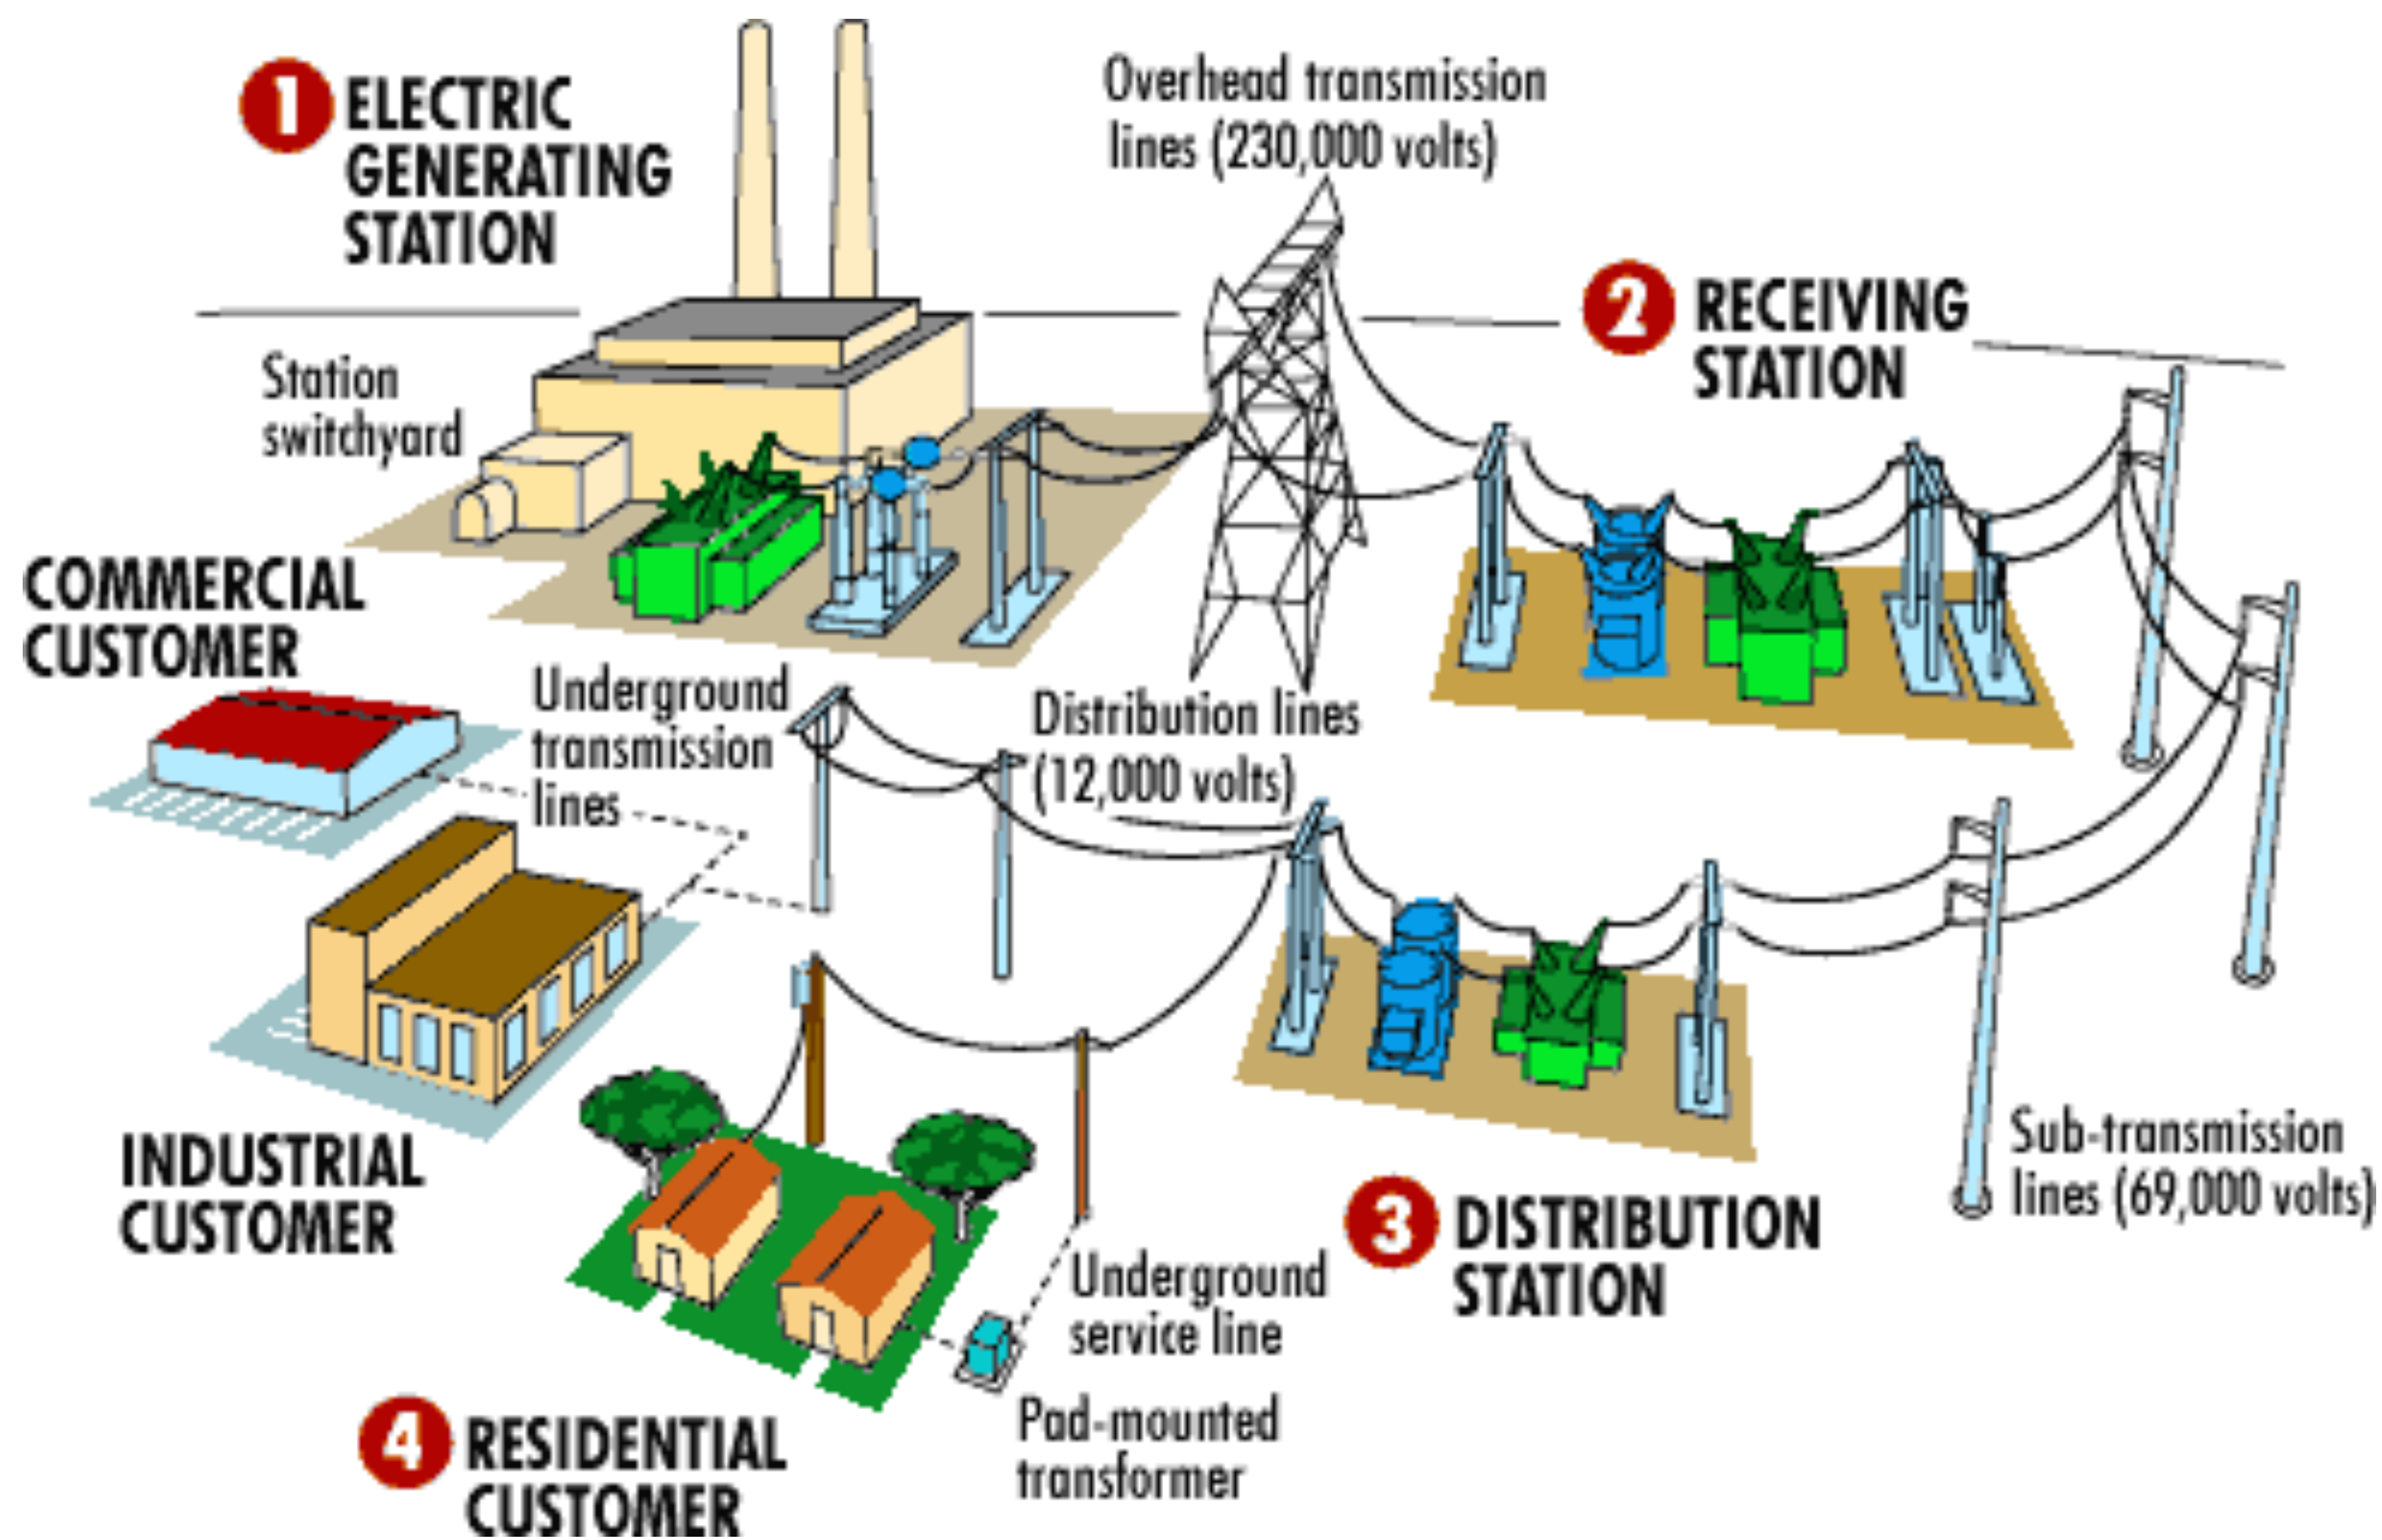 1 ELECTRIC
GENERATING
STATION
Overhead transmission
lines (230,000 volts)
2 RECEIVING
STATION
Station
switchyard
COMMERCIAL
CUSTOMER
Underground
transmission
lines
Distribution lines
(12,000 volts)
INDUSTRIAL
CUSTOMER
Sub-transmission
lines (69,000 volts)
3 DISTRIBUTION
STATION
Underground
service line
Pad-mounted
transformer
4 RESIDENTIAL
CUSTOMER